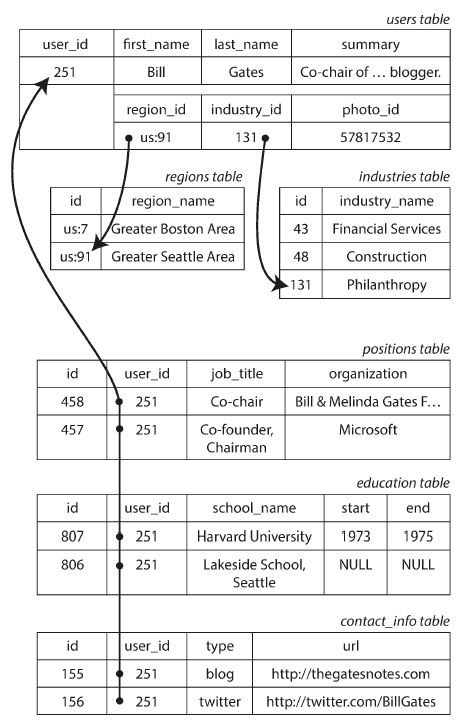 users table
user_id first_name last_name summary
251 Bill Gates Co-chair of … blogger.
region_id industry_id photo_id
us:91 131 57817532
regions table
id region_name
us:7 Greater Boston Area
us:91 Greater Seattle Area
industries table
id industry_name
43 Financial Services
48 Construction
131 Philanthropy
positions table
id user_id job_title organization
458 251 Co-chair Bill & Melinda Gates F…
457 251 Co-founder, Microsoft
Chairman
education table
id user_id school_name start end
807 251 Harvard University 1973 1975
806 251 Lakeside School, NULL NULL
Seattle
contact_info table
id user_id type url
155 251 blog http://thegatesnotes.com
156 251 twitter http://twitter.com/BillGates